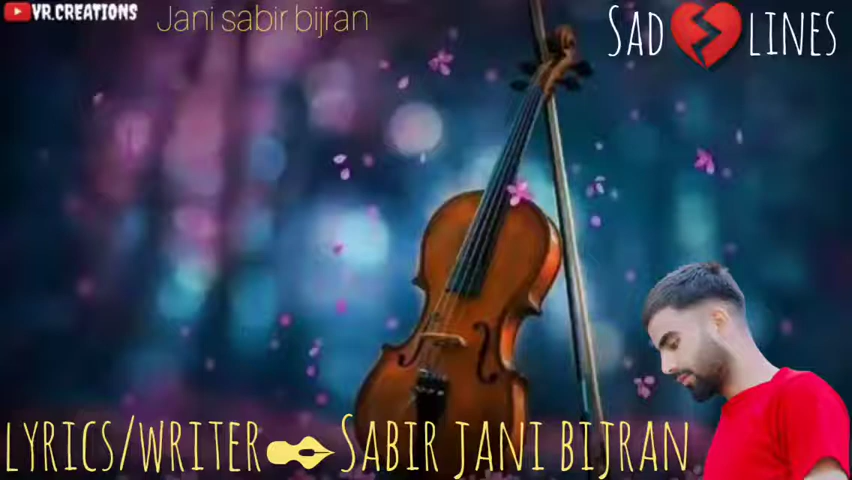 VR.CREATIONS
Jani sabir bijran
SAD LINES
LYRICS/WRITER SABIR JANI BIJRAN